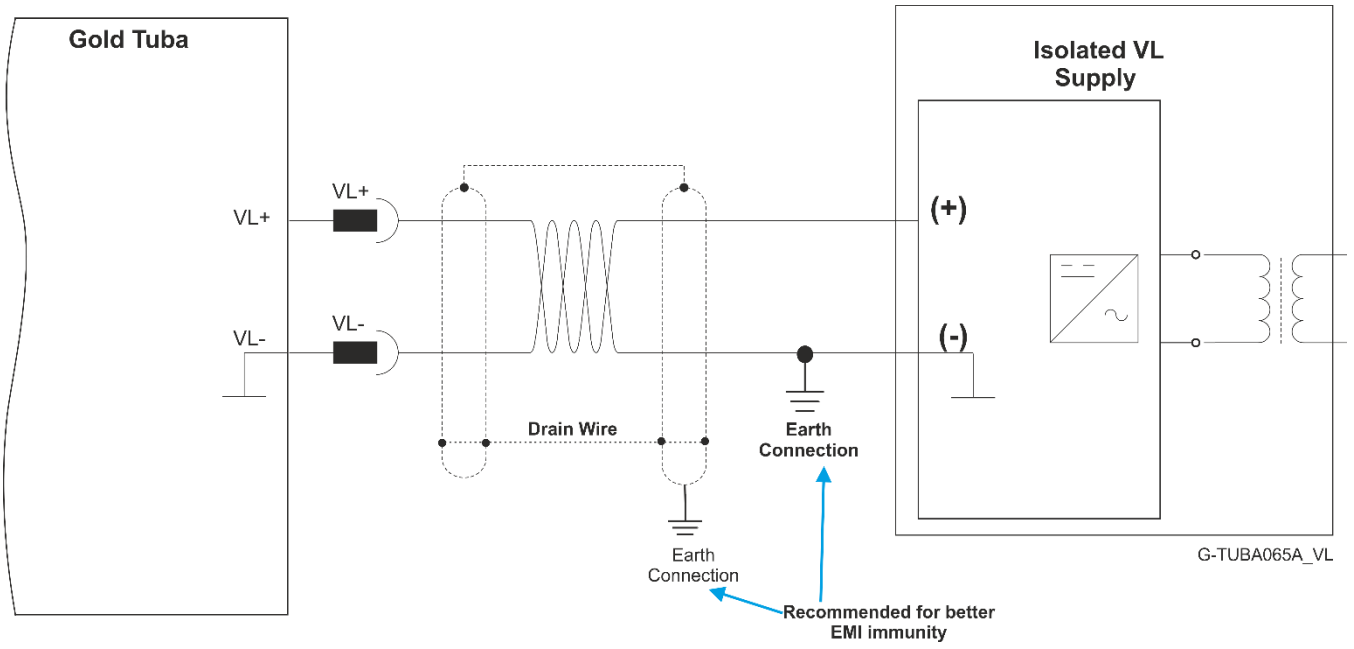 Gold Tuba
Isolated VL
Supply
VL+
VL+
(+)
VL-
VL-
(-)
Drain Wire
Earth
Connection
Earth
Connection
G-TUBA065A_VL
Recommended for better
EMI immunity